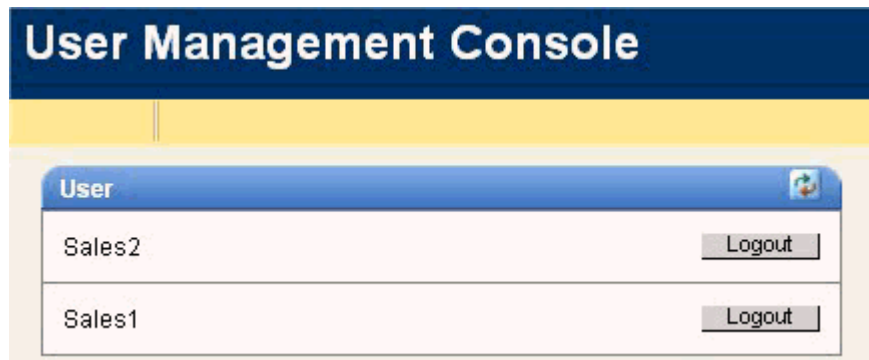 User Management Console
User
Sales2 Logout
Sales1 Logout